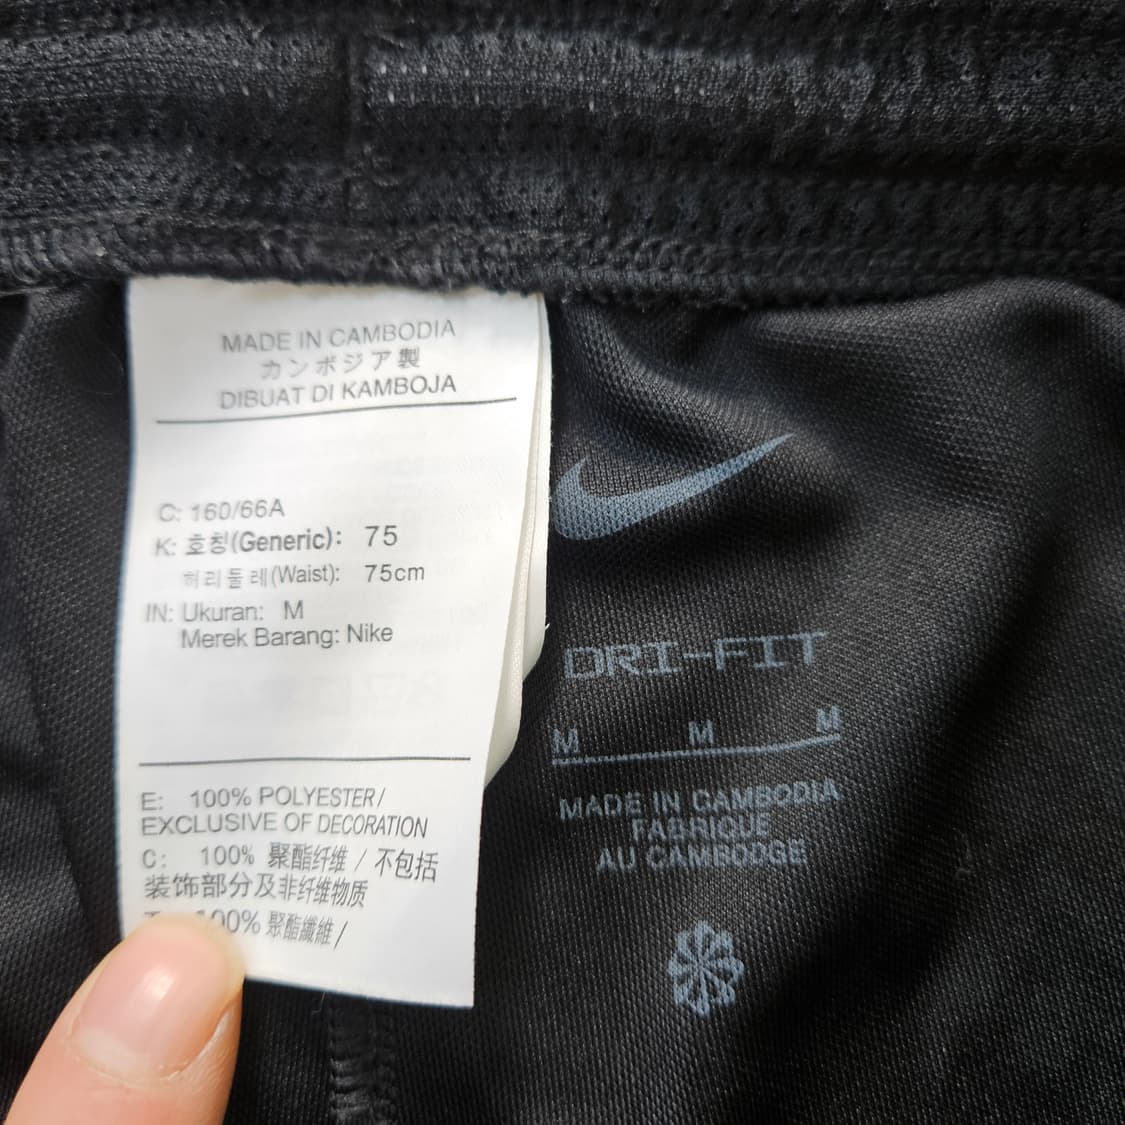 MADE IN CAMBODIA
カンボジア製
DIBUAT DI KAMBOJA
C: 160/66A
K: 호칭(Generic): 75
허리둘레(Waist): 75cm
IN: Ukuran: M
Merek Barang: Nike
E: 100% POLYESTER/
EXCLUSIVE OF DECORATION
C: 100% 聚酯纤维 / 不包括
装饰部分及非纤维物质
100% 聚酯纖維 /
DRI-FIT
M M M
MADE IN CAMBODIA
FABRIQUE
AU CAMBODGE